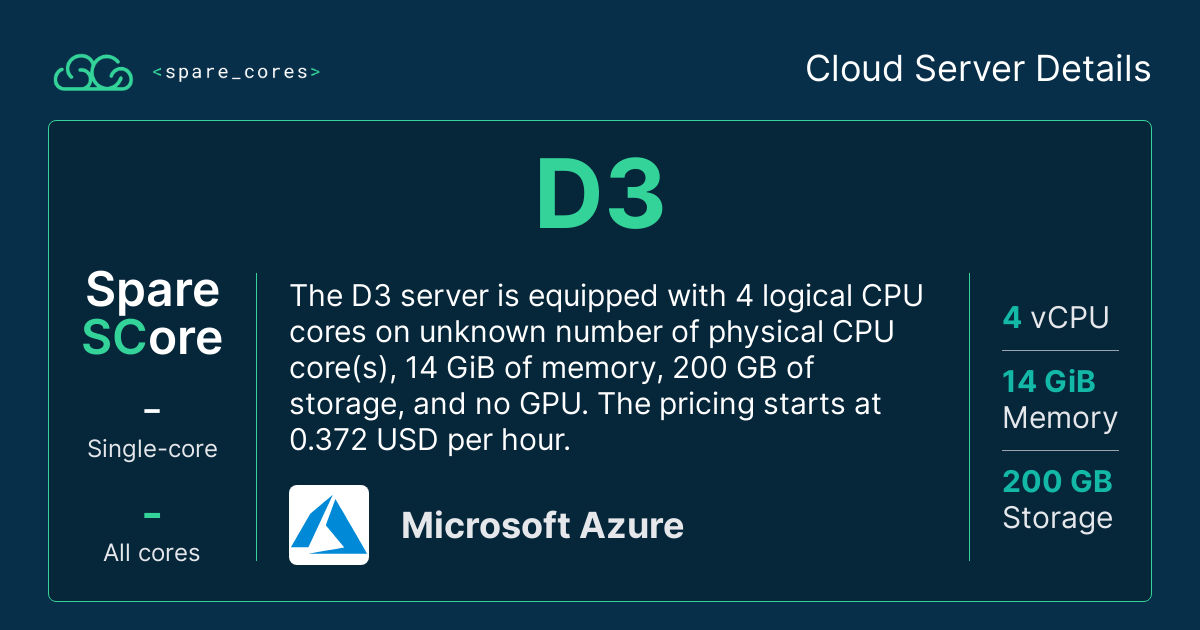 <spare_cores>
Cloud Server Details
D3
Spare
SCore
–
Single-core
–
All cores
The D3 server is equipped with 4 logical CPU
cores on unknown number of physical CPU
core(s), 14 GiB of memory, 200 GB of
storage, and no GPU. The pricing starts at
0.372 USD per hour.
Microsoft Azure
4 vCPU
14 GiB
Memory
200 GB
Storage